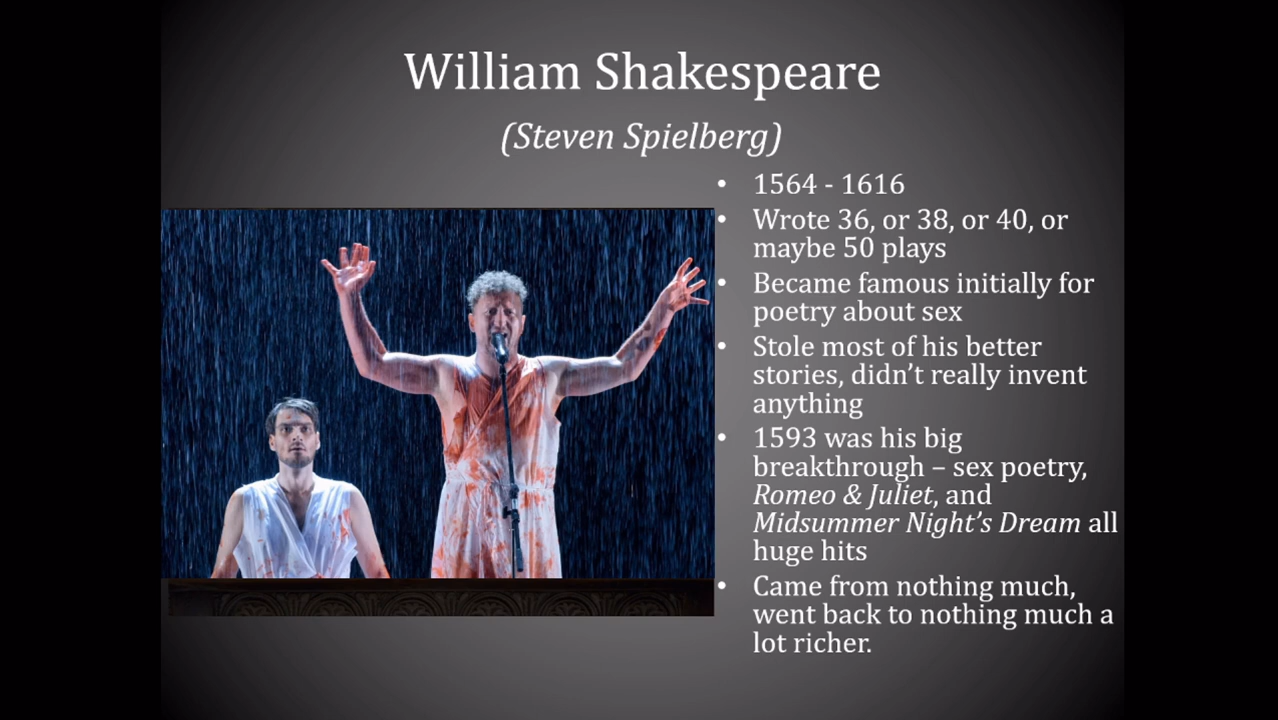 William Shakespeare
(Steven Spielberg)
• 1564 - 1616
• Wrote 36, or 38, or 40, or
maybe 50 plays
• Became famous initially for
poetry about sex
• Stole most of his better
stories, didn’t really invent
anything
• 1593 was his big
breakthrough – sex poetry,
Romeo & Juliet, and
Midsummer Night’s Dream all
huge hits
• Came from nothing much,
went back to nothing much a
lot richer.